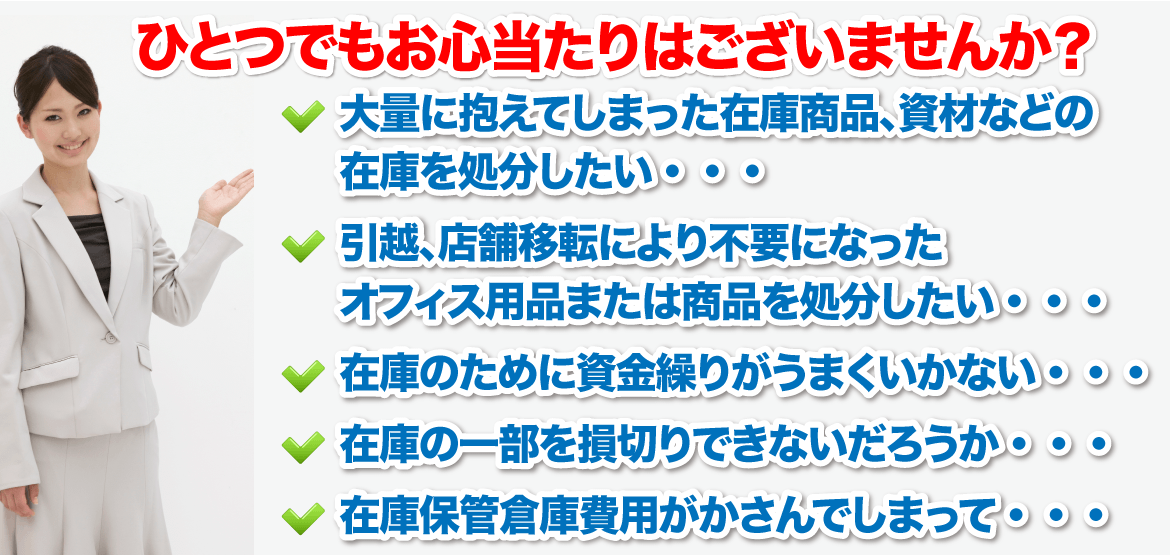 ひとつでもお心当たりはございませんか？
大量に抱えてしまった在庫商品、資材などの
在庫を処分したい・・・
引越、店舗移転により不要になった
オフィス用品または商品を処分したい・・・
在庫のために資金繰りがうまくいかない・・・
在庫の一部を損切りできないだろうか・・・
在庫保管倉庫費用がかさんでしまって・・・